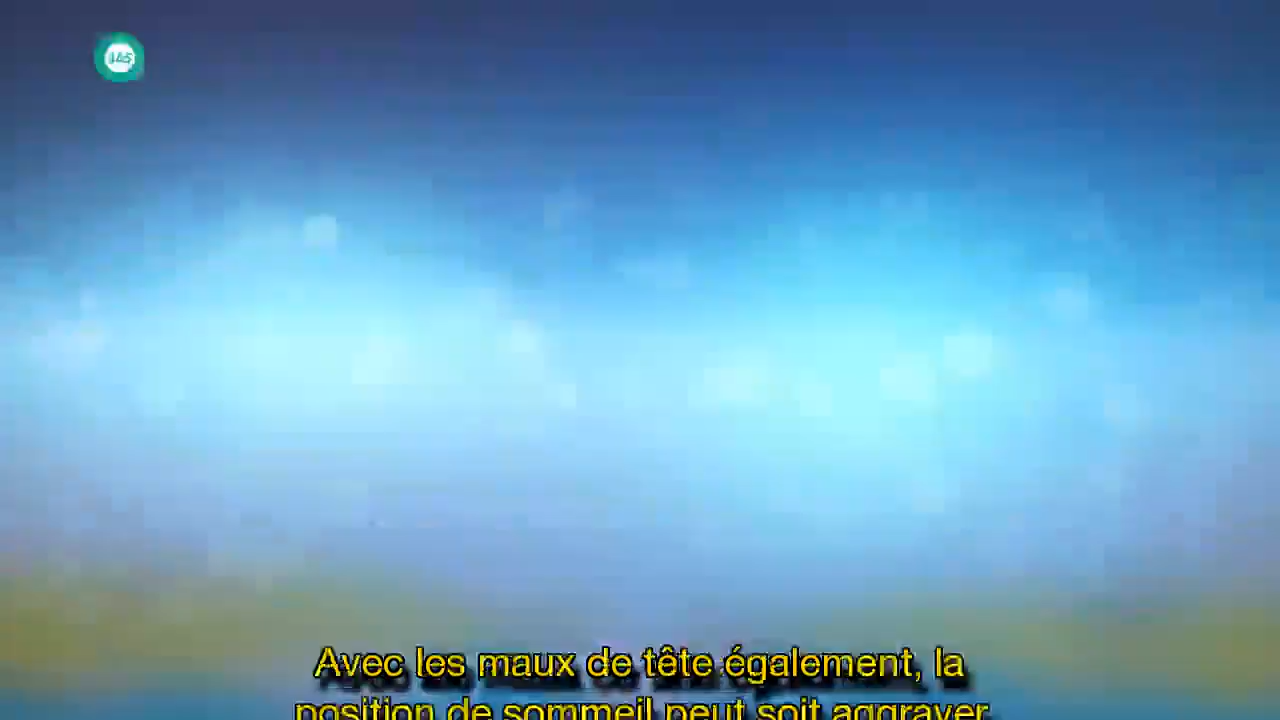 Avec les maux de tête également, la
position de sommeil peut soit aggraver